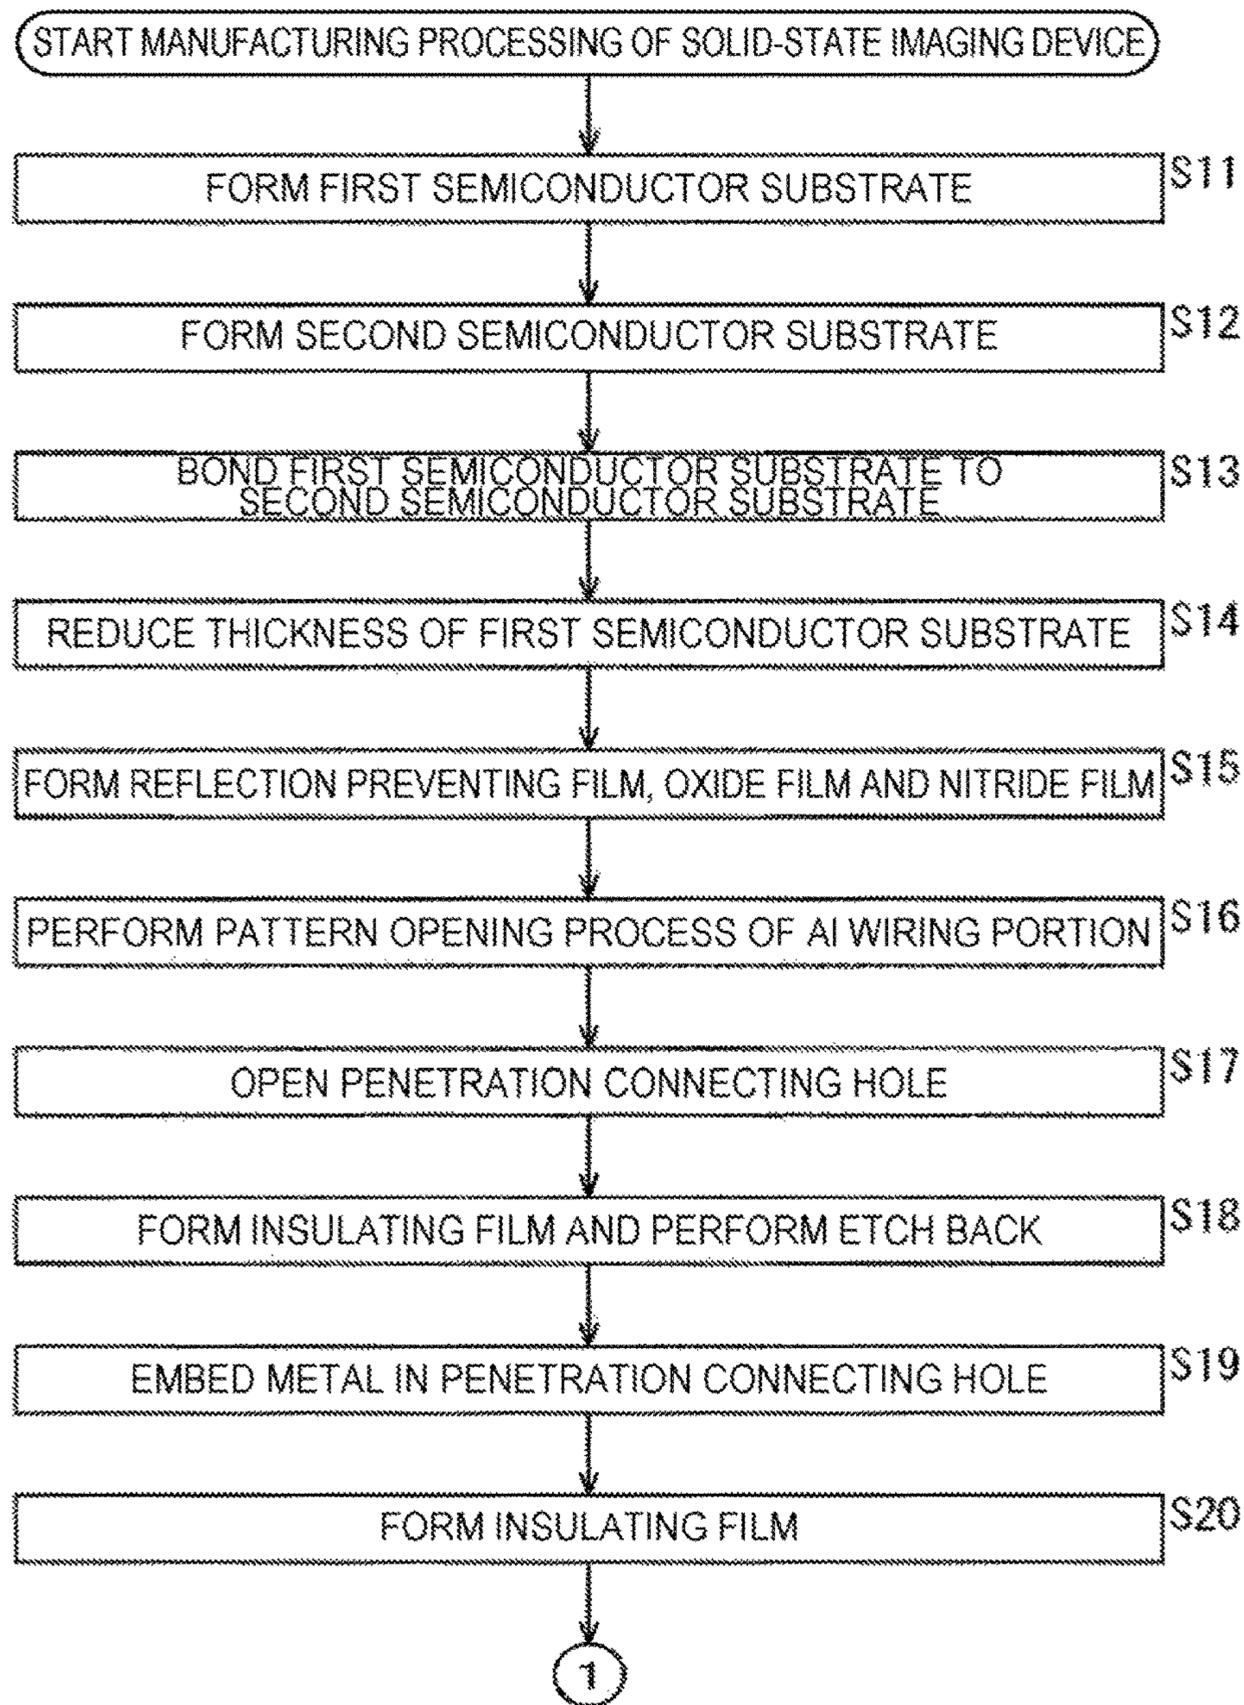 START MANUFACTURING PROCESSING OF SOLID-STATE IMAGING DEVICE
FORM FIRST SEMICONDUCTOR SUBSTRATE
S11
FORM SECOND SEMICONDUCTOR SUBSTRATE
S12
BOND FIRST SEMICONDUCTOR SUBSTRATE TO
SECOND SEMICONDUCTOR SUBSTRATE
S13
REDUCE THICKNESS OF FIRST SEMICONDUCTOR SUBSTRATE
S14
FORM REFLECTION PREVENTING FILM, OXIDE FILM AND NITRIDE FILM
S15
PERFORM PATTERN OPENING PROCESS OF Al WIRING PORTION
S16
OPEN PENETRATION CONNECTING HOLE
S17
FORM INSULATING FILM AND PERFORM ETCH BACK
S18
EMBED METAL IN PENETRATION CONNECTING HOLE
S19
FORM INSULATING FILM
S20
1